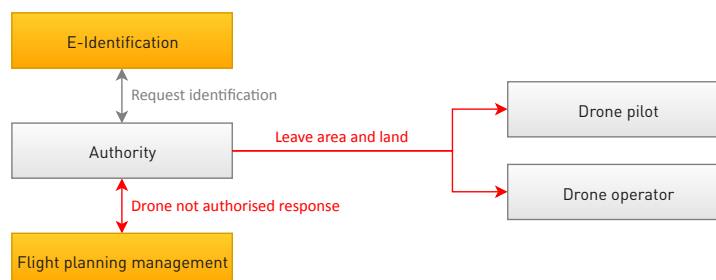 E-Identification
Request identification
Authority
Leave area and land
Drone pilot
Drone operator
Drone not authorised response
Flight planning management